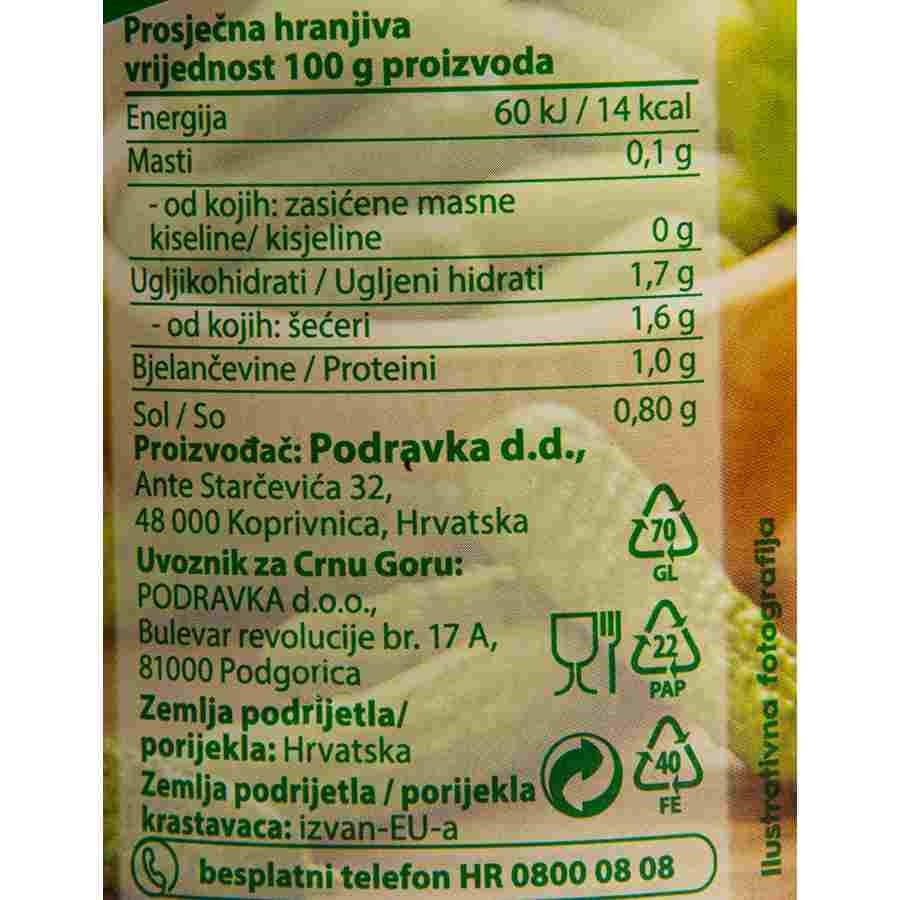 Prosječna hranjiva
vrijednost 100 g proizvoda
Energija 60 kJ / 14 kcal
Masti 0,1 g
- od kojih: zasićene masne
kiseline/ kisjeline 0 g
Ugljikohidrati / Ugljeni hidrati 1,7 g
- od kojih: šećeri 1,6 g
Bjelančevine / Proteini 1,0 g
Sol / So 0,80 g
Proizvođač: Podravka d.d.,
Ante Starčevića 32,
48 000 Koprivnica, Hrvatska
Uvoznik za Crnu Goru:
PODRAVKA d.o.o.,
Bulevar revolucije br. 17 A,
81000 Podgorica
Zemlja podrijetla/
porijekla: Hrvatska
Zemlja podrijetla / porijekla
krastavaca: izvan-EU-a
besplatni telefon HR 0800 08 08
70
GL
22
PAP
40
FE
Ilustrativna fotografija